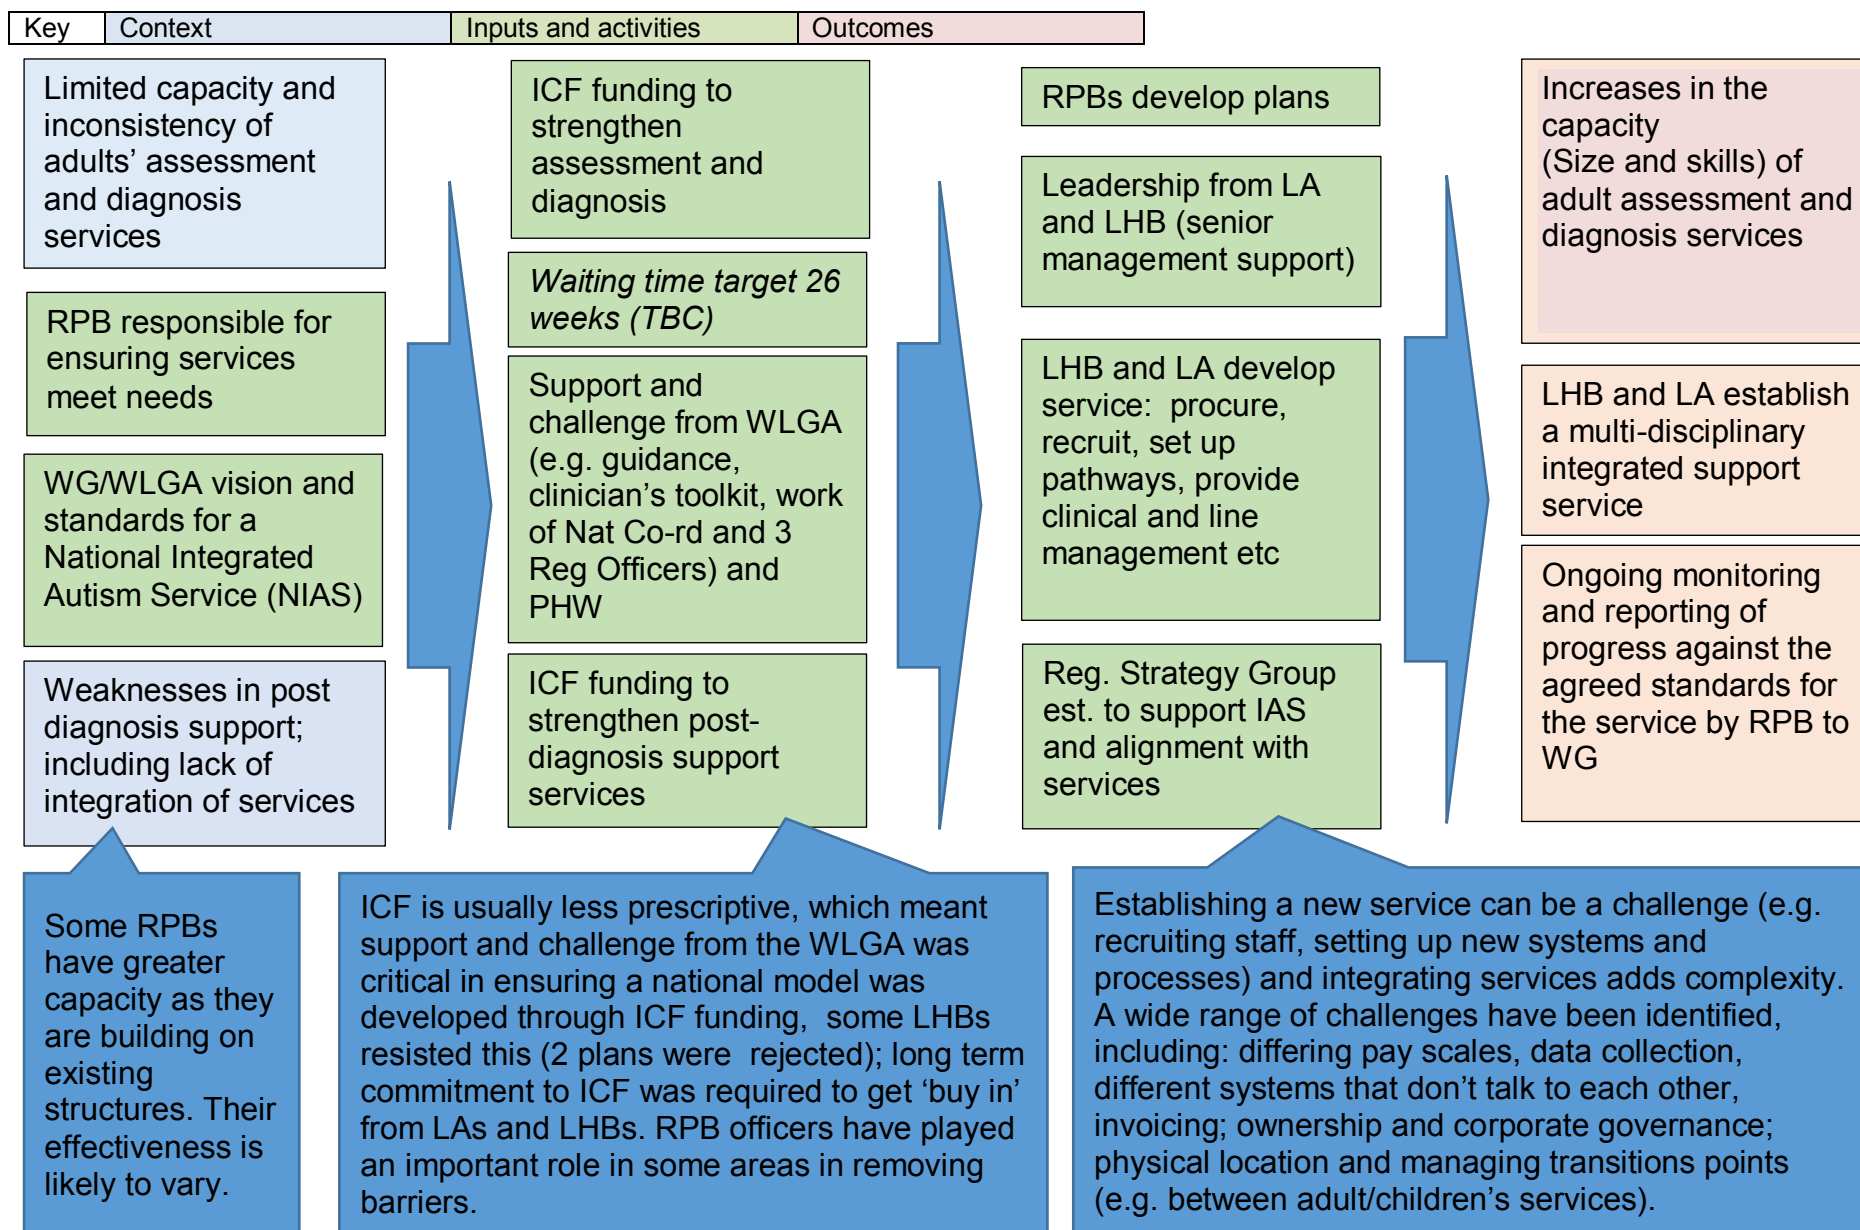 Key Context Inputs and activities Outcomes
Limited capacity and
inconsistency of
adults’ assessment
and diagnosis
services
RPB responsible for
ensuring services
meet needs
WG/WLGA vision and
standards for a
National Integrated
Autism Service (NIAS)
Weaknesses in post
diagnosis support;
including lack of
integration of services
ICF funding to
strengthen
assessment and
diagnosis
Waiting time target 26
weeks (TBC)
Support and
challenge from WLGA
(e.g. guidance,
clinician’s toolkit, work
of Nat Co-rd and 3
Reg Officers) and
PHW
ICF funding to
strengthen post-
diagnosis support
services
RPBs develop plans
Leadership from LA
and LHB (senior
management support)
LHB and LA develop
service:  procure,
recruit, set up
pathways, provide
clinical and line
management etc
Reg. Strategy Group
est. to support IAS
and alignment with
services
Increases in the
capacity
(Size and skills) of
adult assessment and
diagnosis services
LHB and LA establish
a multi-disciplinary
integrated support
service
Ongoing monitoring
and reporting of
progress against the
agreed standards for
the service by RPB to
WG
Some RPBs
have greater
capacity as they
are building on
existing
structures. Their
effectiveness is
likely to vary.
ICF is usually less prescriptive, which meant
support and challenge from the WLGA was
critical in ensuring a national model was
developed through ICF funding,  some LHBs
resisted this (2 plans were  rejected); long term
commitment to ICF was required to get ‘buy in’
from LAs and LHBs. RPB officers have played
an important role in some areas in removing
barriers.
Establishing a new service can be a challenge (e.g.
recruiting staff, setting up new systems and
processes) and integrating services adds complexity.
A wide range of challenges have been identified,
including: differing pay scales, data collection,
different systems that don’t talk to each other,
invoicing; ownership and corporate governance;
physical location and managing transitions points
(e.g. between adult/children’s services).